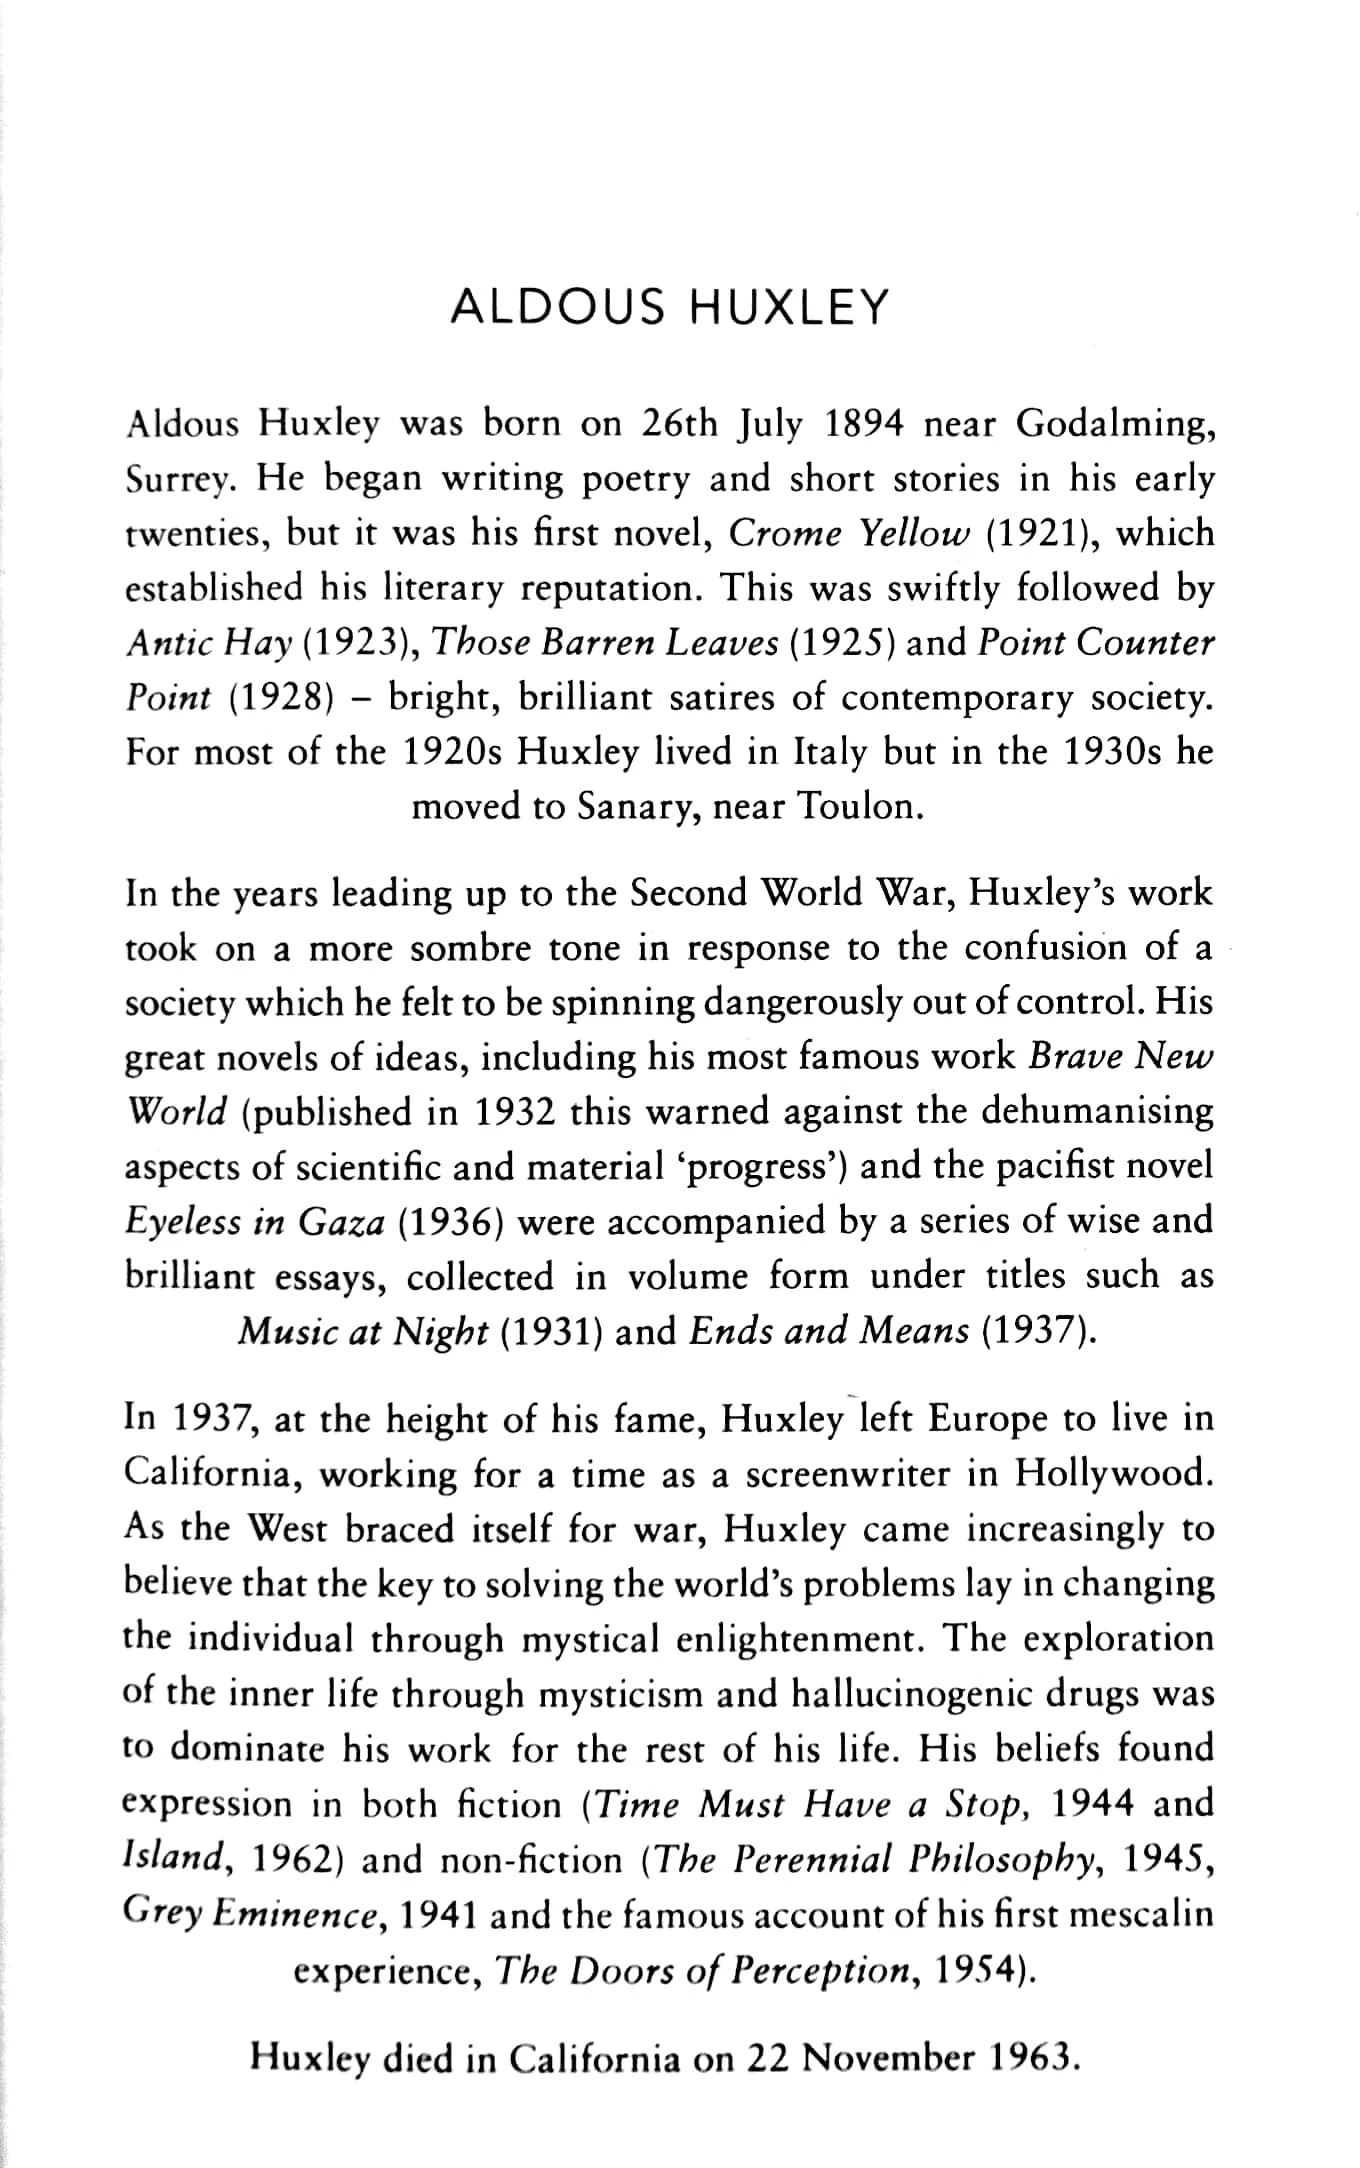 ALDOUS HUXLEY
Aldous Huxley was born on 26th July 1894 near Godalming,
Surrey. He began writing poetry and short stories in his early
twenties, but it was his first novel, Crome Yellow (1921), which
established his literary reputation. This was swiftly followed by
Antic Hay (1923), Those Barren Leaves (1925) and Point Counter
Point (1928) – bright, brilliant satires of contemporary society.
For most of the 1920s Huxley lived in Italy but in the 1930s he
moved to Sanary, near Toulon.
In the years leading up to the Second World War, Huxley’s work
took on a more sombre tone in response to the confusion of a
society which he felt to be spinning dangerously out of control. His
great novels of ideas, including his most famous work Brave New
World (published in 1932 this warned against the dehumanising
aspects of scientific and material ‘progress’) and the pacifist novel
Eyeless in Gaza (1936) were accompanied by a series of wise and
brilliant essays, collected in volume form under titles such as
Music at Night (1931) and Ends and Means (1937).
In 1937, at the height of his fame, Huxley left Europe to live in
California, working for a time as a screenwriter in Hollywood.
As the West braced itself for war, Huxley came increasingly to
believe that the key to solving the world’s problems lay in changing
the individual through mystical enlightenment. The exploration
of the inner life through mysticism and hallucinogenic drugs was
to dominate his work for the rest of his life. His beliefs found
expression in both fiction (Time Must Have a Stop, 1944 and
Island, 1962) and non-fiction (The Perennial Philosophy, 1945,
Grey Eminence, 1941 and the famous account of his first mescalin
experience, The Doors of Perception, 1954).
Huxley died in California on 22 November 1963.